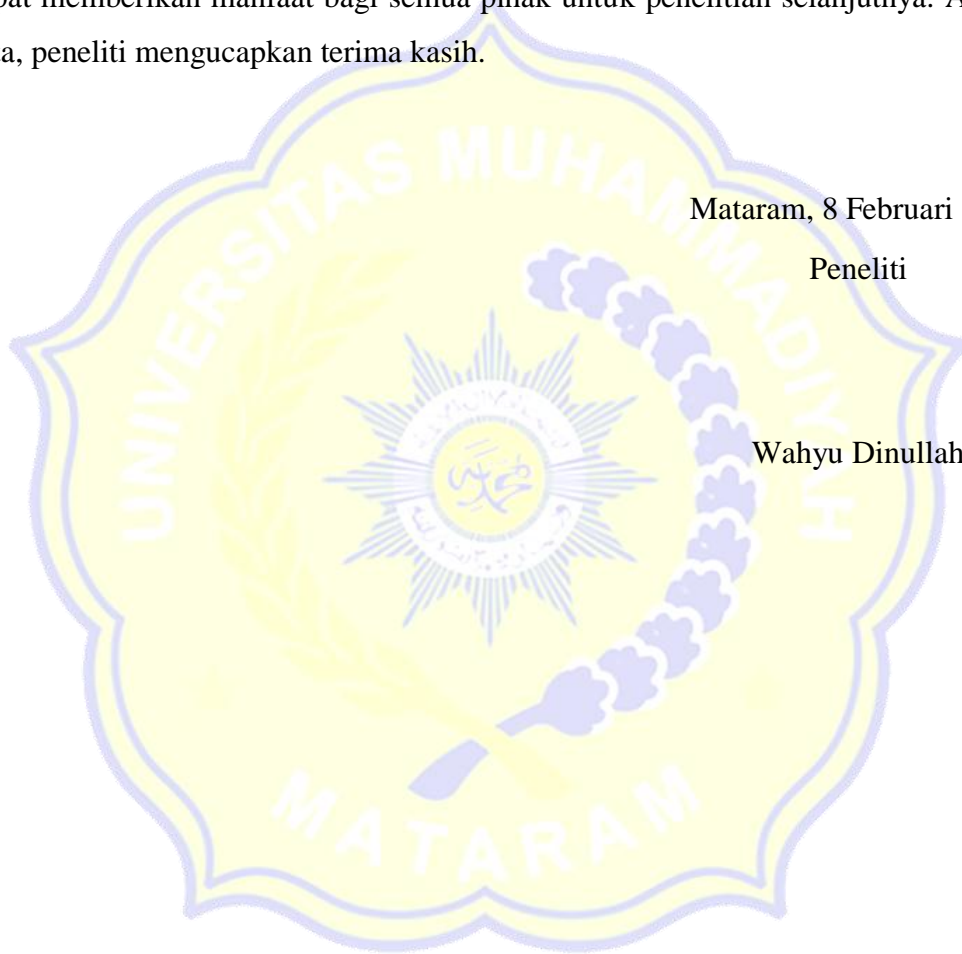 memberikan manfaat bagi semua pihak untuk penelitian selanjutnya.
peneliti mengucapkan terima kasih.
Mataram, 8 Februari
Peneliti
Wahyu Dinullah
UNIVERSITAS MUHAMMADIYAH
MATARAM